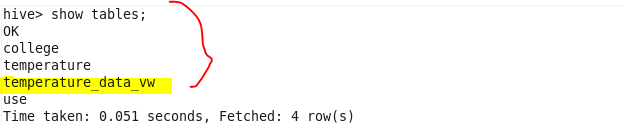 hive> show tables;
OK
college
temperature
temperature_data_vw
use
Time taken: 0.051 seconds, Fetched: 4 row(s)